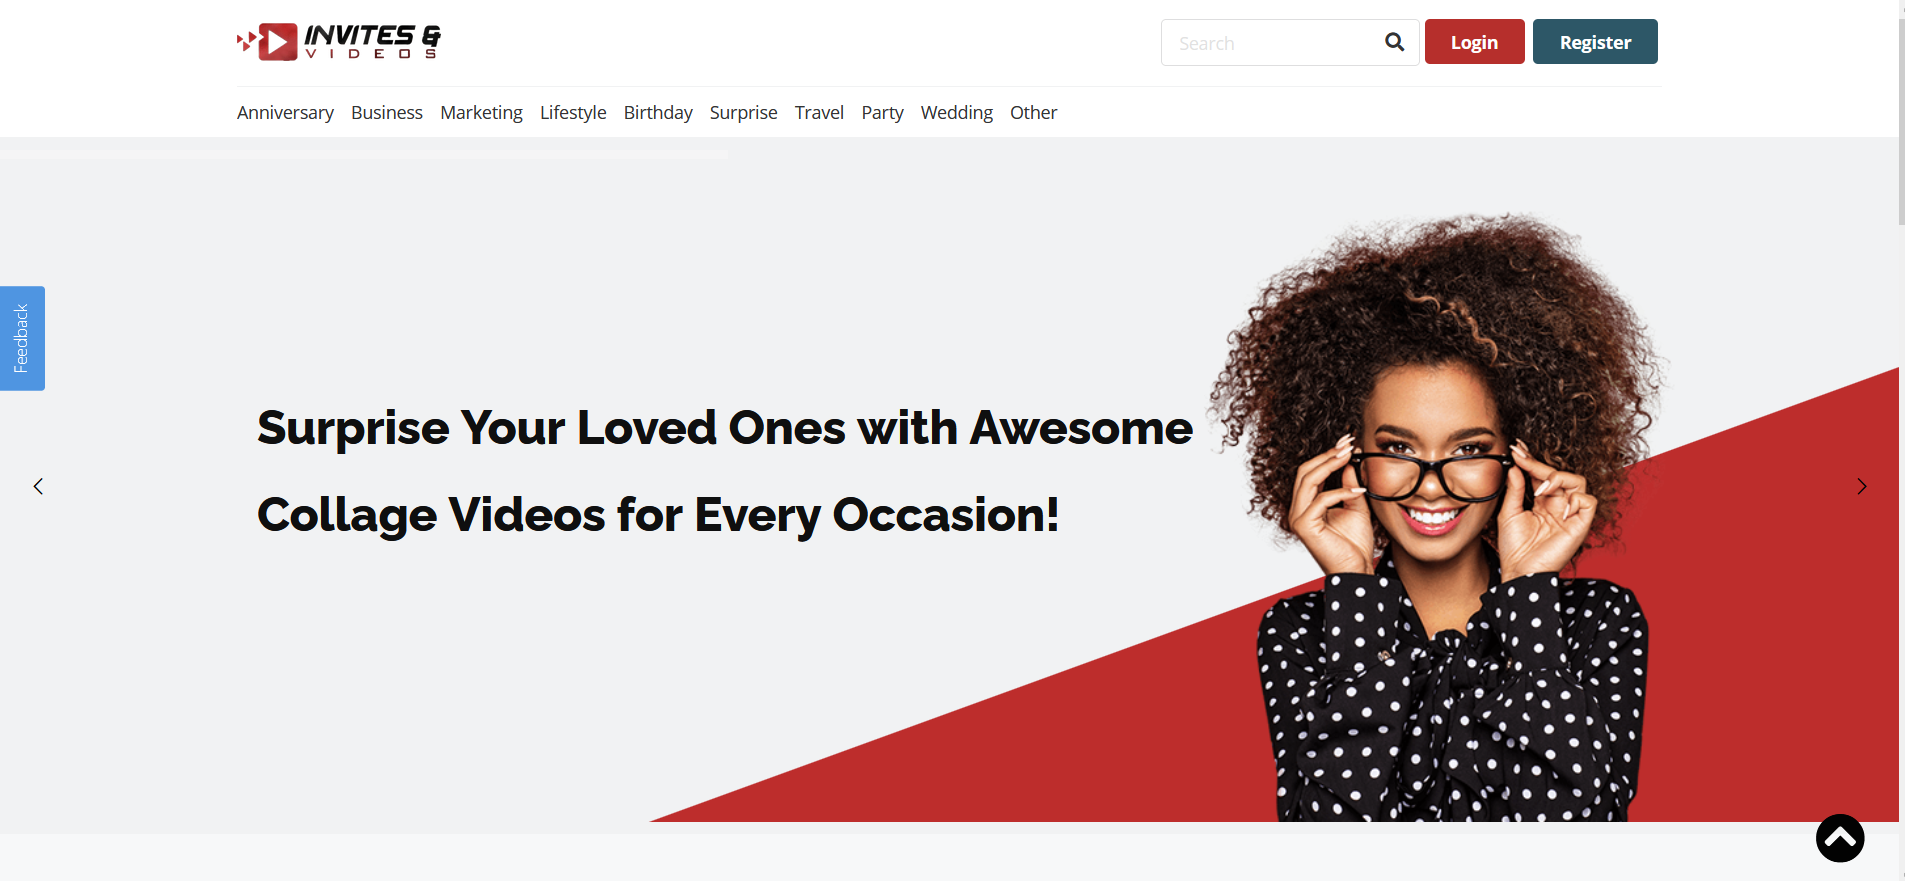 INVITES &
VIDEOS
Search
Login
Register
Anniversary Business Marketing Lifestyle Birthday Surprise Travel Party Wedding Other
Feedback
Surprise Your Loved Ones with Awesome
Collage Videos for Every Occasion!